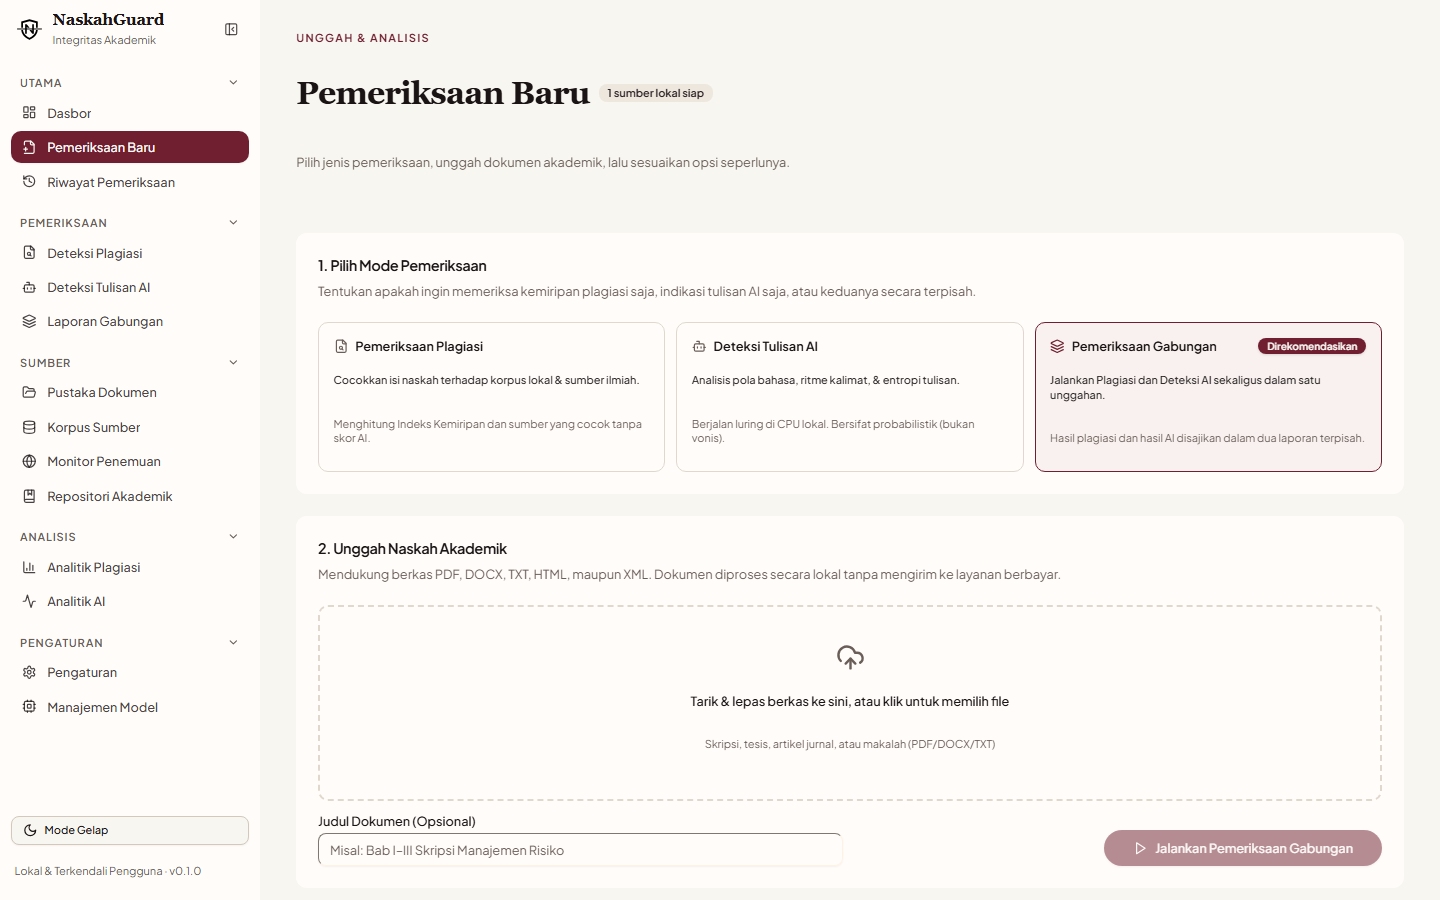 NaskahGuard
Integritas Akademik
UTAMA
Dasbor
Pemeriksaan Baru
Riwayat Pemeriksaan
PEMERIKSAAN
Deteksi Plagiasi
Deteksi Tulisan AI
Laporan Gabungan
SUMBER
Pustaka Dokumen
Korpus Sumber
Monitor Penemuan
Repositori Akademik
ANALISIS
Analitik Plagiasi
Analitik AI
PENGATURAN
Pengaturan
Manajemen Model
Mode Gelap
Lokal & Terkendali Pengguna · v0.1.0
UNGGAH & ANALISIS
Pemeriksaan Baru
1 sumber lokal siap
Pilih jenis pemeriksaan, unggah dokumen akademik, lalu sesuaikan opsi seperlunya.
1. Pilih Mode Pemeriksaan
Tentukan apakah ingin memeriksa kemiripan plagiasi saja, indikasi tulisan AI saja, atau keduanya secara terpisah.
Pemeriksaan Plagiasi
Cocokkan isi naskah terhadap korpus lokal & sumber ilmiah.
Menghitung Indeks Kemiripan dan sumber yang cocok tanpa
skor AI.
Deteksi Tulisan AI
Analisis pola bahasa, ritme kalimat, & entropi tulisan.
Berjalan luring di CPU lokal. Bersifat probabilistik (bukan
vonis).
Pemeriksaan Gabungan
Direkomendasikan
Jalankan Plagiasi dan Deteksi AI sekaligus dalam satu
unggahan.
Hasil plagiasi dan hasil AI disajikan dalam dua laporan terpisah.
2. Unggah Naskah Akademik
Mendukung berkas PDF, DOCX, TXT, HTML, maupun XML. Dokumen diproses secara lokal tanpa mengirim ke layanan berbayar.
Tarik & lepas berkas ke sini, atau klik untuk memilih file
Skripsi, tesis, artikel jurnal, atau makalah (PDF/DOCX/TXT)
Judul Dokumen (Opsional)
Misal: Bab I–III Skripsi Manajemen Risiko
Jalankan Pemeriksaan Gabungan